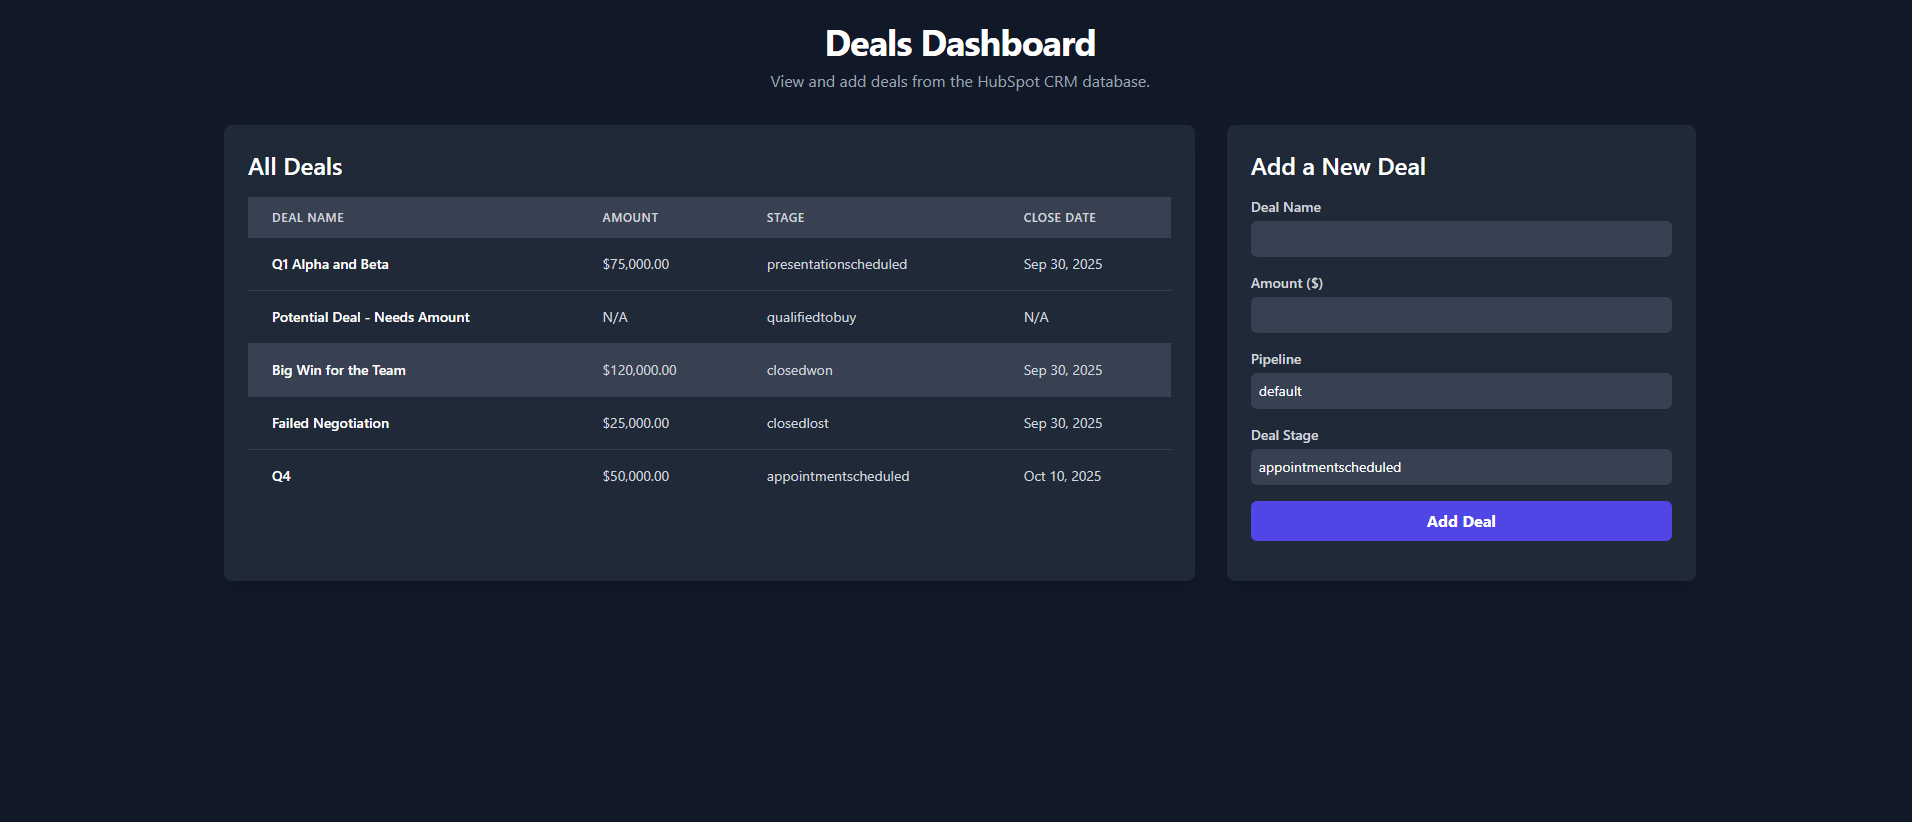 Deals Dashboard
View and add deals from the HubSpot CRM database.
All Deals
DEAL NAME AMOUNT STAGE CLOSE DATE
Q1 Alpha and Beta $75,000.00 presentationscheduled Sep 30, 2025
Potential Deal - Needs Amount N/A qualifiedtobuy N/A
Big Win for the Team $120,000.00 closedwon Sep 30, 2025
Failed Negotiation $25,000.00 closedlost Sep 30, 2025
Q4 $50,000.00 appointmentscheduled Oct 10, 2025
Add a New Deal
Deal Name
Amount ($)
Pipeline
default
Deal Stage
appointmentscheduled
Add Deal